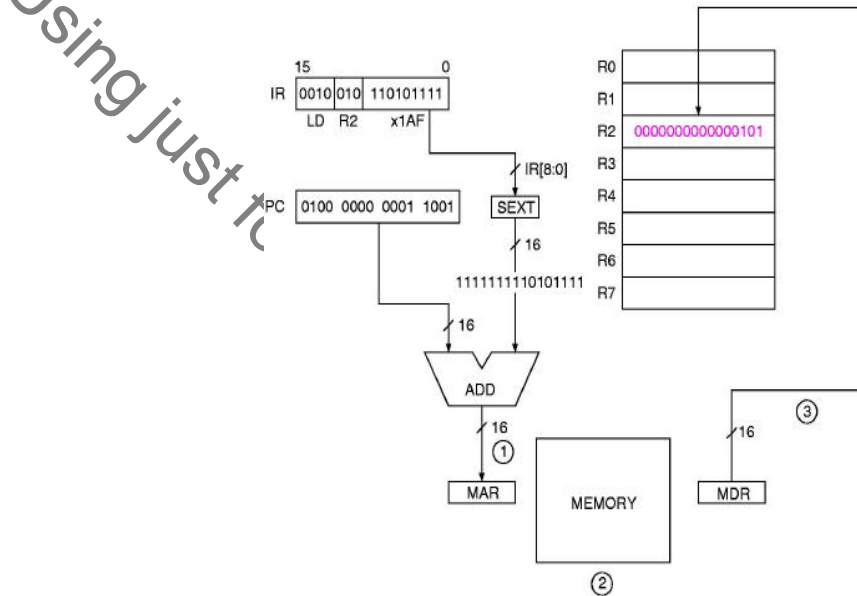 Using just
15 0
IR 0010 010 110101111
LD R2 x1AF
IR[8:0]
PC 0100 0000 0001 1001
SEXT
16
1111111110101111
16
ADD
16
1
MAR
MEMORY
2
MDR
16
3
R0
R1
R2 0000000000000101
R3
R4
R5
R6
R7